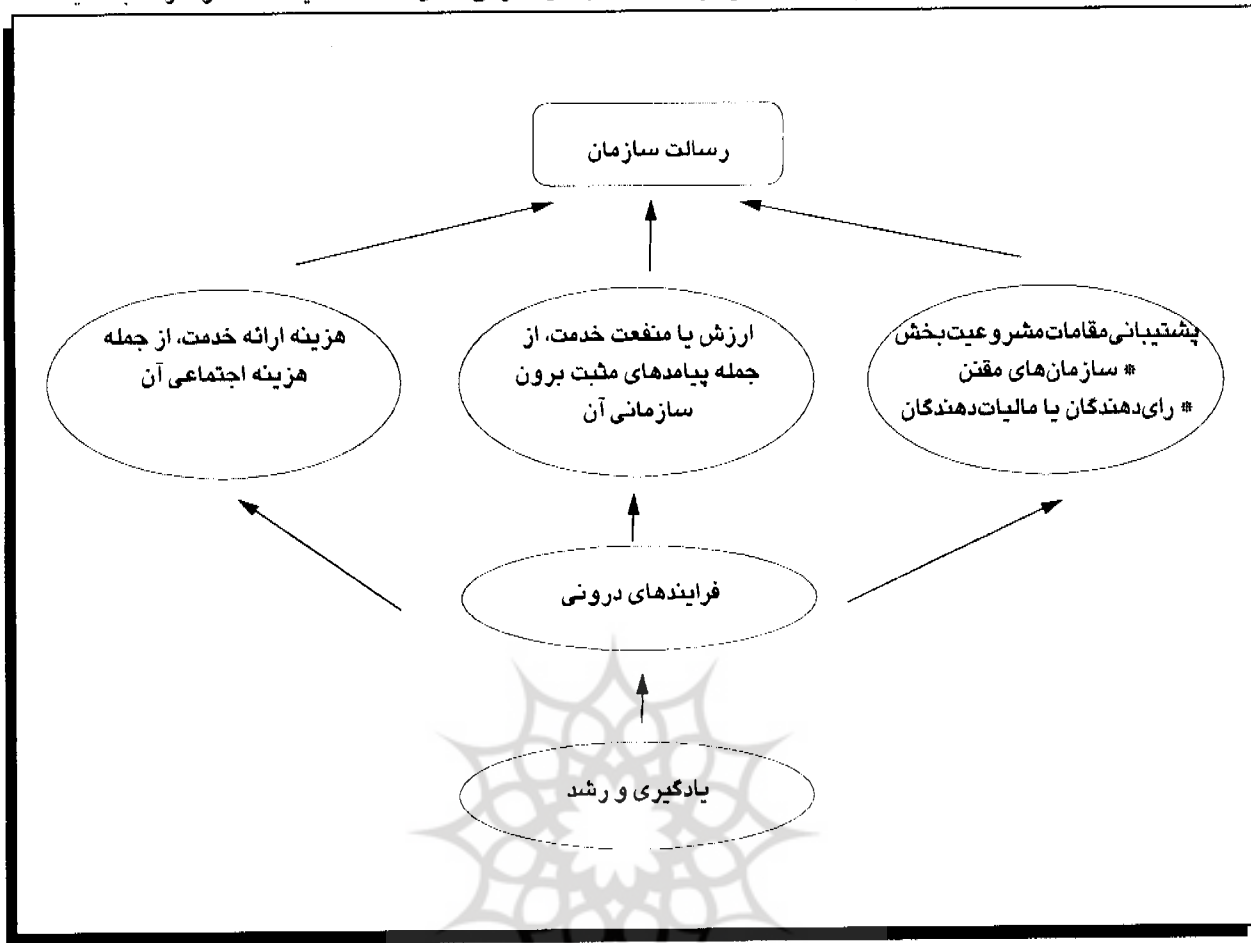 رسالت سازمان
پشتیبانی مقامات مشروعیت‌بخش
* سازمان‌های مقنن
* رای‌دهندگان یا مالیات‌دهندگان
ارزش یا منفعت خدمت، از
جمله پیامدهای مثبت برون
سازمانی آن
هزینه ارائه خدمت، از جمله
هزینه اجتماعی آن
فرایندهای درونی
یادگیری و رشد